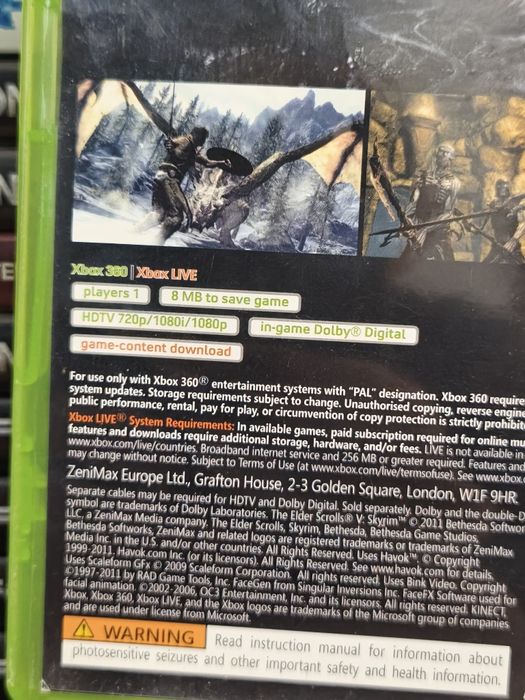 Xbox 360 | Xbox LIVE
players 1
8 MB to save game
HDTV 720p/1080i/1080p
in-game Dolby® Digital
game-content download
For use only with Xbox 360® entertainment systems with "PAL" designation. Xbox 360 require
system updates. Storage requirements subject to change. Unauthorised copying, reverse engine
public performance, rental, pay for play, or circumvention of copy protection is strictly prohibite
Xbox LIVE® System Requirements: In available games, paid subscription required for online mu
features and downloads require additional storage, hardware, and/or fees. LIVE is not available in
www.xbox.com/live/countries. Broadband internet service and 256 MB or greater required. Features and
may change without notice. Subject to Terms of Use (at www.xbox.com/live/termsofuse). See www.xbox.c
ZeniMax Europe Ltd., Grafton House, 2-3 Golden Square, London, W1F 9HR.
Separate cables may be required for HDTV and Dolby Digital. Sold separately. Dolby and the double-D
symbol are trademarks of Dolby Laboratories. The Elder Scrolls® V: Skyrim™ © 2011 Bethesda Softwor
LLC, a ZeniMax Media company. The Elder Scrolls, Skyrim, Bethesda, Bethesda Game Studios,
Bethesda Softworks, ZeniMax and related logos are registered trademarks or trademarks of ZeniMax
Media Inc. in the U.S. and/or other countries. All Rights Reserved. Uses Havok™. © Copyright
1999-2011. Havok.com Inc. (or its licensors). All Rights Reserved. See www.havok.com for details.
Uses Scaleform GFx © 2009 Scaleform Corporation. All rights reserved. Uses Bink Video. Copyright
©1997-2011 by RAD Game Tools, Inc. FaceGen from Singular Inversions Inc. FaceFX Software used for
facial animation ©2002-2006, OC3 Entertainment, Inc. and its licensors. All rights reserved. KINECT,
Xbox, Xbox 360, Xbox LIVE, and the Xbox logos are trademarks of the Microsoft group of companies
and are used under license from Microsoft.
WARNING Read instruction manual for information about
photosensitive seizures and other important safety and health information.